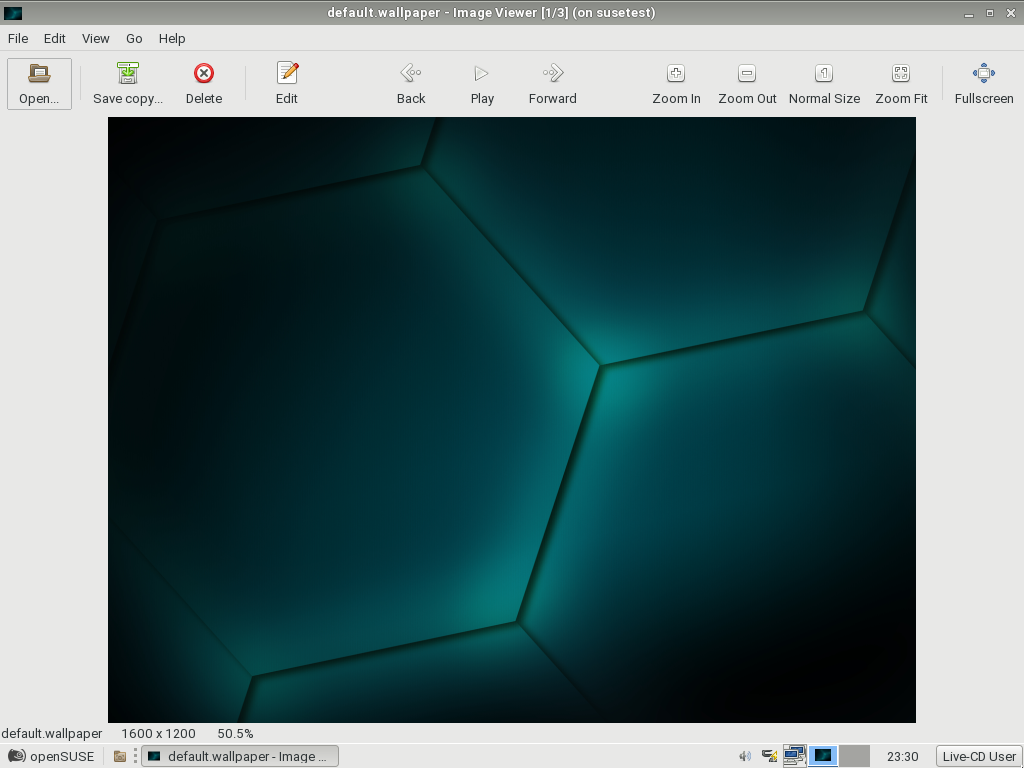 default.wallpaper - Image Viewer [1/3] (on susetest)
File Edit View Go Help
Open... Save copy... Delete Edit Back Play Forward Zoom In Zoom Out Normal Size Zoom Fit Fullscreen
default.wallpaper 1600 x 1200 50.5%
openSUSE default.wallpaper - Image ... 23:30 Live-CD User